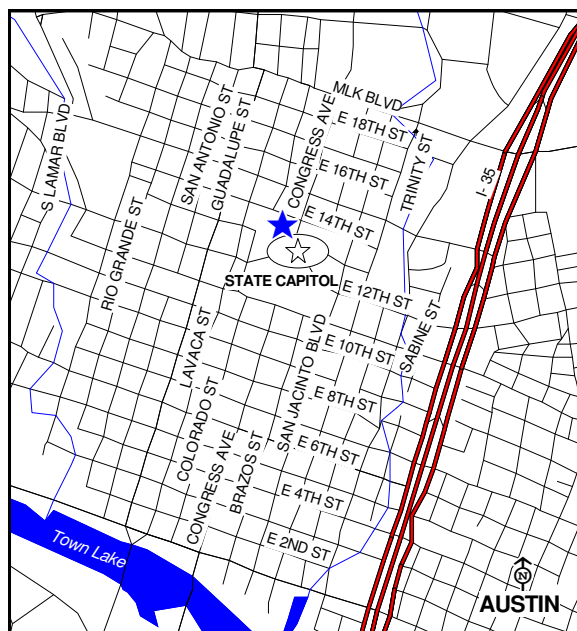 MLK BLVD
E 18TH ST
SAN ANTONIO ST
GUADALUPE ST
CONGRESS AVE
S LAMAR BLVD
E 16TH ST
TRINITY ST
I- 35
RIO GRANDE ST
E 14TH ST
STATE CAPITOL
E 12TH ST
SABINE ST
LAVACA ST
E 10TH ST
SAN JACINTO BLVD
E 8TH ST
COLORADO ST
CONGRESS AVE
BRAZOS ST
E 6TH ST
E 4TH ST
E 2ND ST
Town Lake
N
AUSTIN